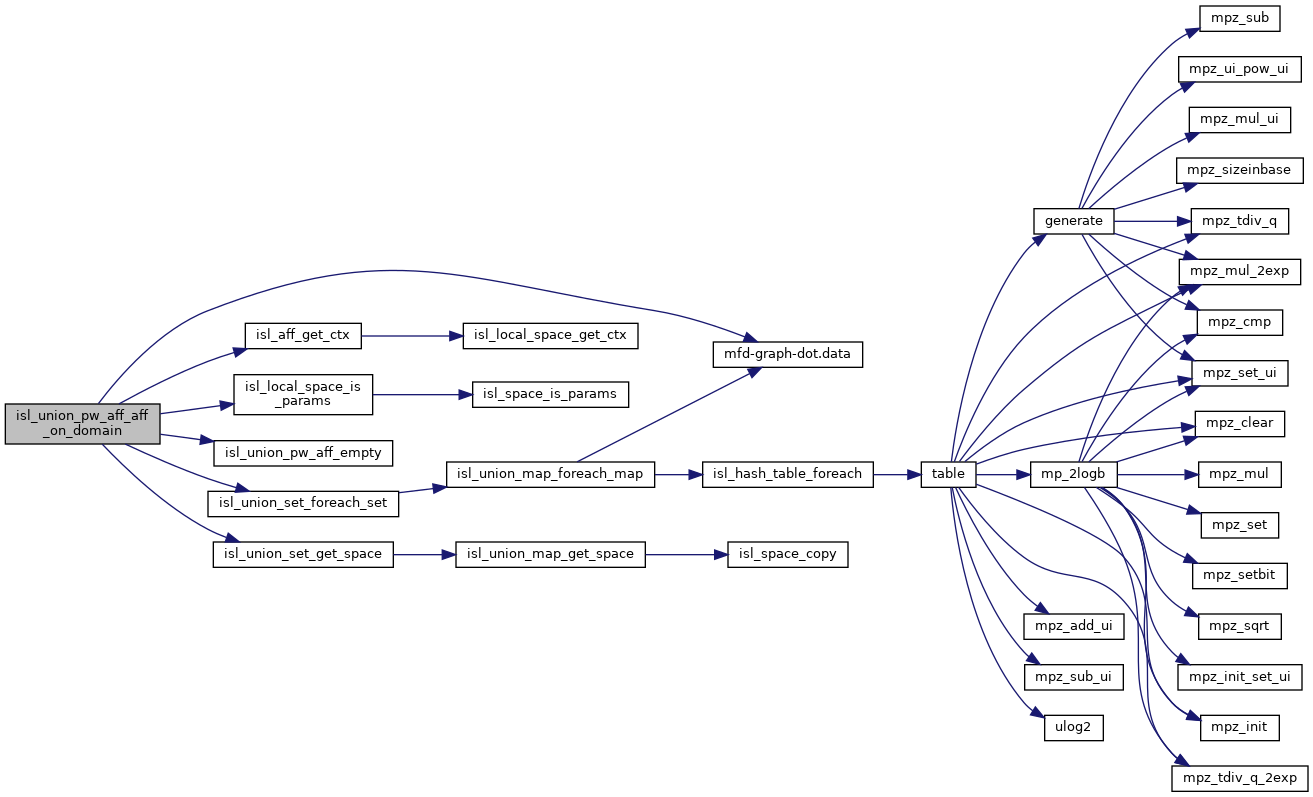 isl_union_pw_aff_aff
_on_domain
isl_aff_get_ctx
isl_local_space_is
_params
isl_union_pw_aff_empty
isl_union_set_foreach_set
isl_union_set_get_space
isl_local_space_get_ctx
isl_space_is_params
isl_union_map_foreach_map
isl_union_map_get_space
mfd-graph-dot.data
isl_hash_table_foreach
isl_space_copy
table
generate
mp_2logb
mpz_add_ui
mpz_sub_ui
ulog2
mpz_sub
mpz_ui_pow_ui
mpz_mul_ui
mpz_sizeinbase
mpz_tdiv_q
mpz_mul_2exp
mpz_cmp
mpz_set_ui
mpz_clear
mpz_mul
mpz_set
mpz_setbit
mpz_sqrt
mpz_init_set_ui
mpz_init
mpz_tdiv_q_2exp